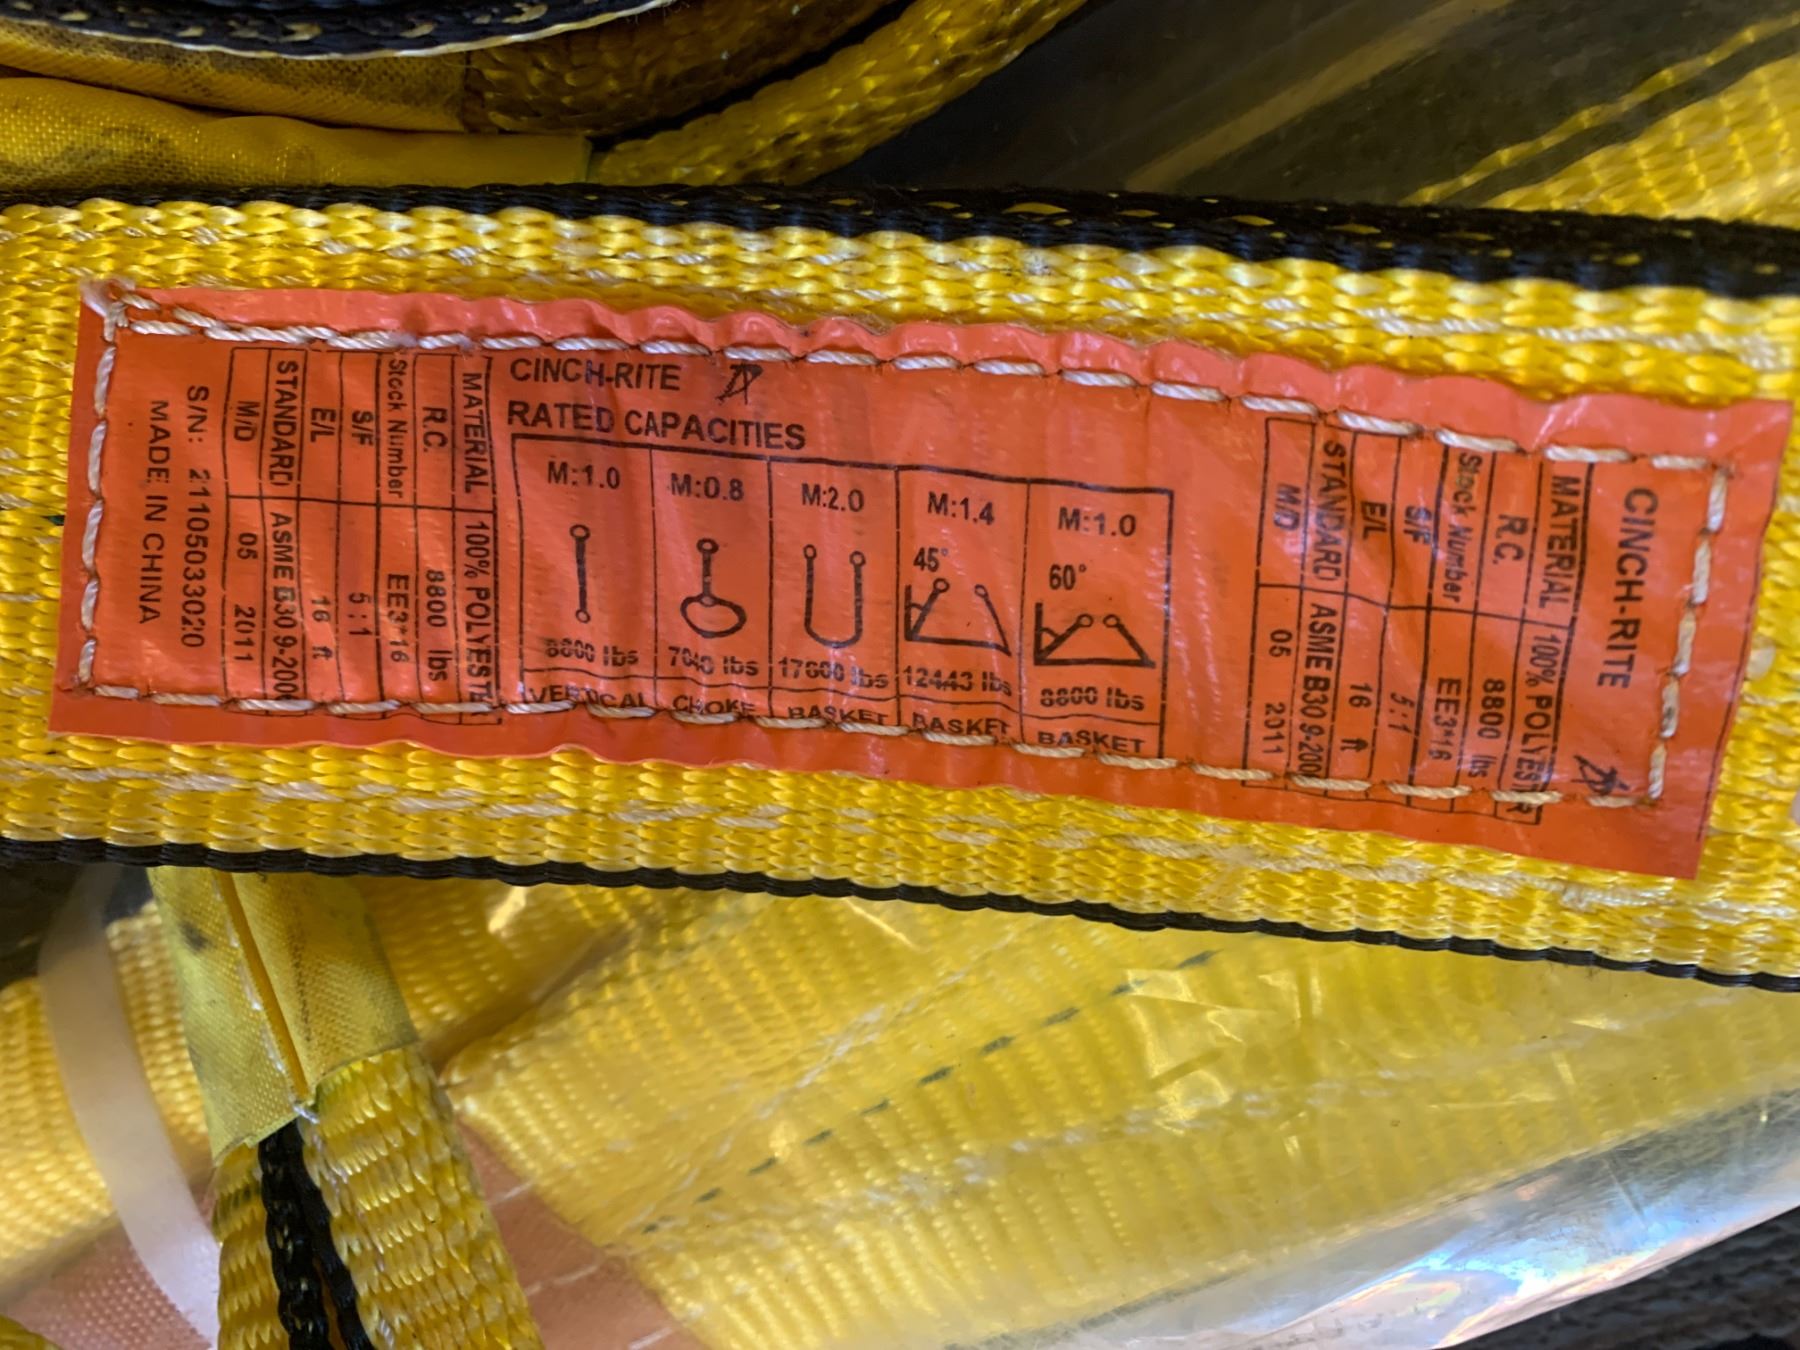 CINCH-RITE
RATED CAPACITIES
M:1.0 M:0.8 M:2.0 M:1.4 M:1.0
45° 60°
8800 lbs 7040 lbs 17600 lbs 12443 lbs 8800 lbs
VERTICAL CHOKE BASKET BASKET BASKET
MATERIAL 100% POLYESTE
R.C. 8800 lbs
Stock Number EE3*16
S/F 5:1
E/L 16 ft
STANDARD ASME B30 9-200
M/D 05 2011
S/N: 21105033020
MADE IN CHINA
CINCH-RITE
MATERIAL 100% POLYESTR
R.C. 8800 lbs
Stock Number EE3*16
S/F 5:1
E/L 16 ft
STANDARD ASME B30 9-200
M/D 05 2011